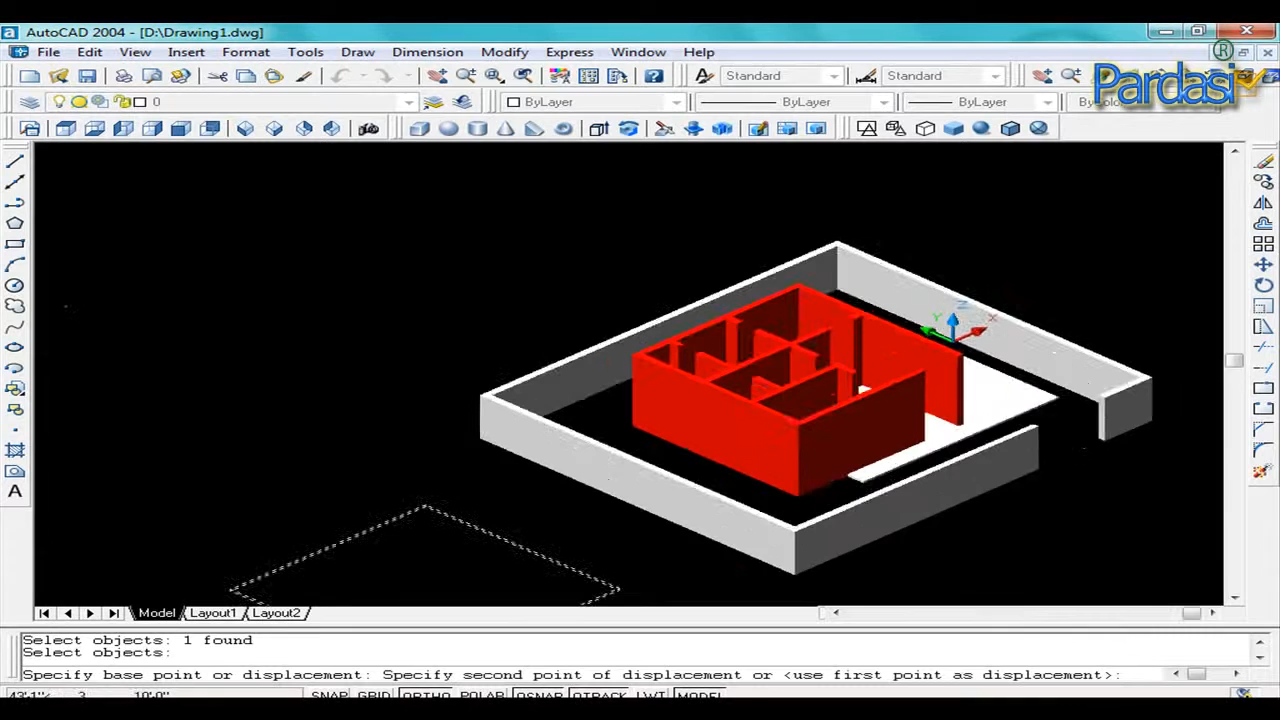 AutoCAD 2004 - [D:\Drawing1.dwg]
File Edit View Insert Format Tools Draw Dimension Modify Express Window Help
®
Pardasi
Standard Standard
0 ByLayer ByLayer ByLayer
Z
Y X
A
Model Layout1 Layout2
Select objects: 1 found
Select objects:
Specify base point or displacement: Specify second point of displacement or <use first point as displacement>:
SNAP GRID ORTHO POLAR OSNAP OTRACK LWT MODEL